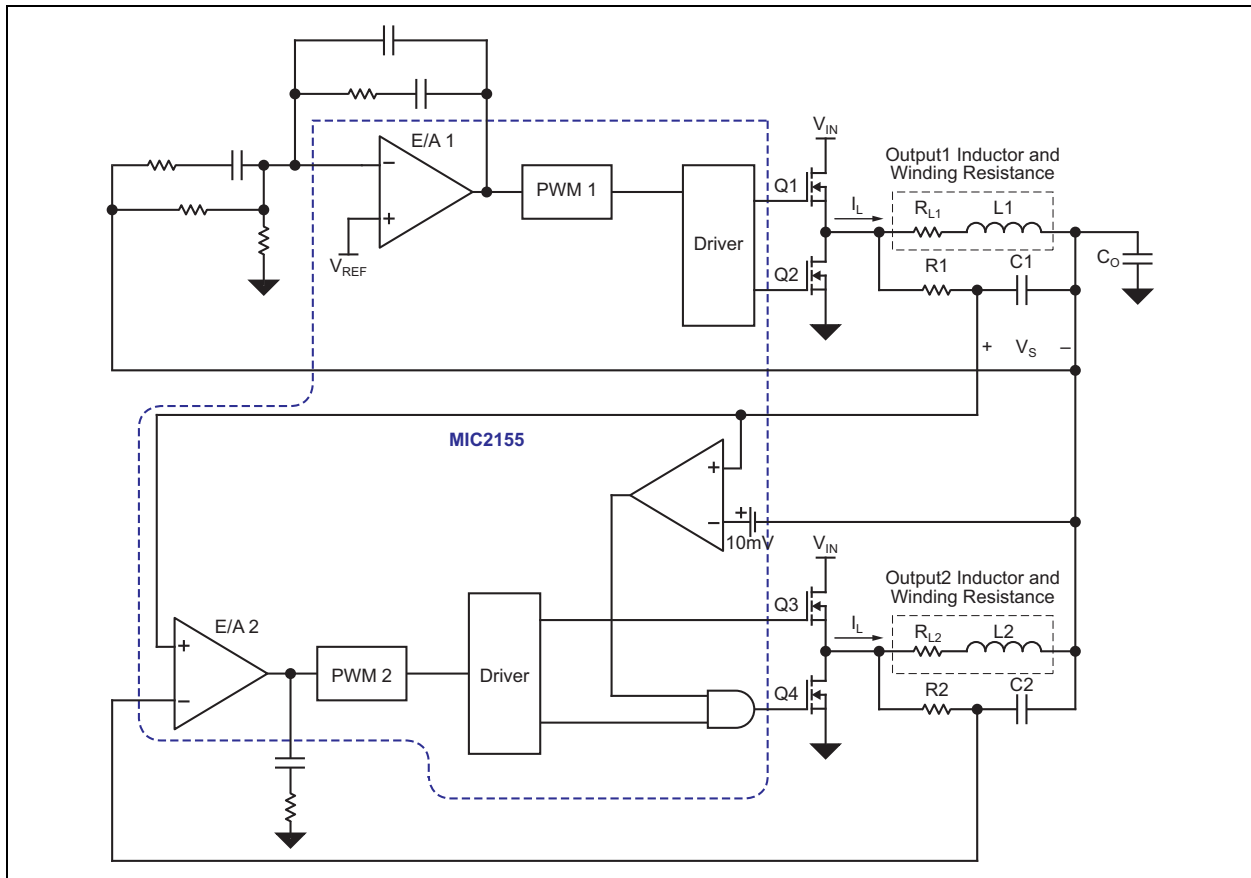 E/A 1
−
+
V_REF
PWM 1
Driver
Q1
Q2
V_IN
I_L
Output1 Inductor and
Winding Resistance
R_L1
L1
R1
C1
C_O
+
V_S
–
MIC2155
+
−
+
10mV
E/A 2
+
−
PWM 2
Driver
Q3
Q4
V_IN
I_L
Output2 Inductor and
Winding Resistance
R_L2
L2
R2
C2